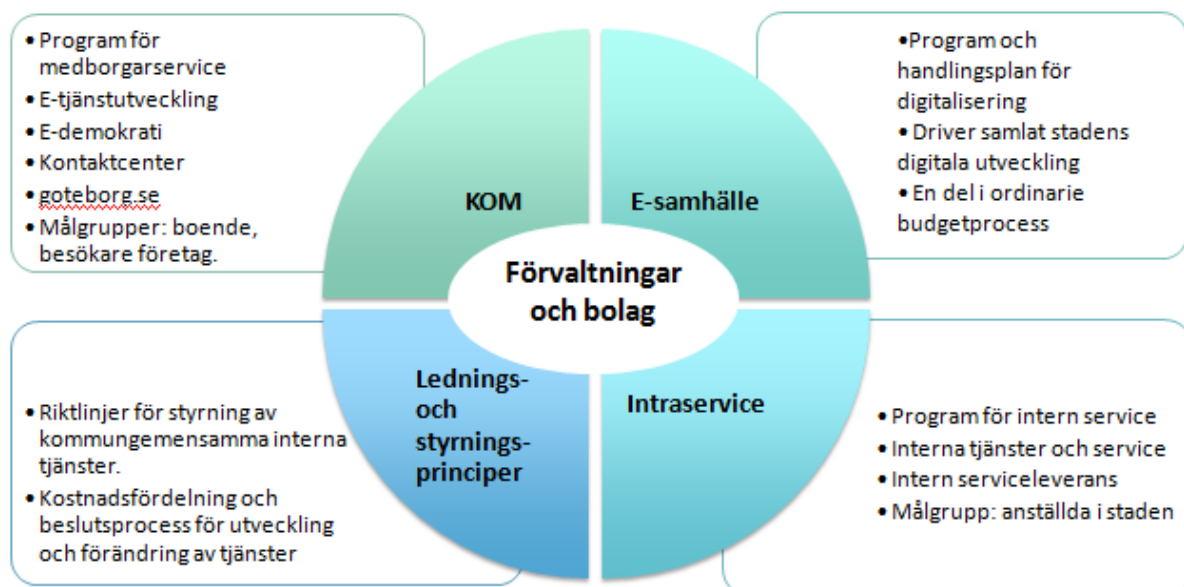 • Program för
medborgarservice
• E-tjänstutveckling
• E-demokrati
• Kontaktcenter
• goteborg.se
• Målgrupper: boende,
besökare företag.
•Program och
handlingsplan för
digitalisering
• Driver samlat stadens
digitala utveckling
• En del i ordinarie
budgetprocess
KOM
E-samhälle
Förvaltningar
och bolag
Lednings-
och
styrnings-
principer
Intraservice
• Riktlinjer för styrning av
kommungemensamma interna
tjänster.
• Kostnadsfördelning och
beslutsprocess för utveckling
och förändring av tjänster
• Program för intern service
• Interna tjänster och service
• Intern serviceleverans
• Målgrupp: anställda i staden